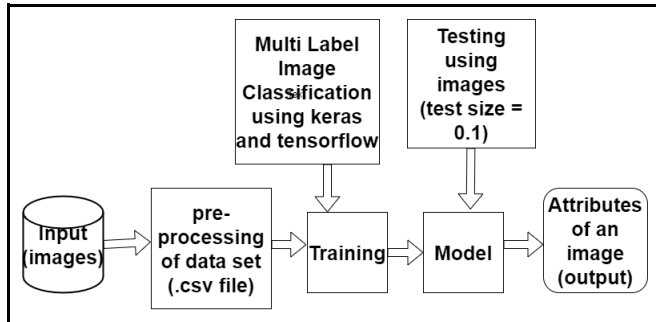 Multi Label
Image
Classification
using keras
and tensorflow
Testing
using
images
(test size =
0.1)
Input
(images)
pre-
processing
of data set
(.csv file)
Training
Model
Attributes
of an
image
(output)